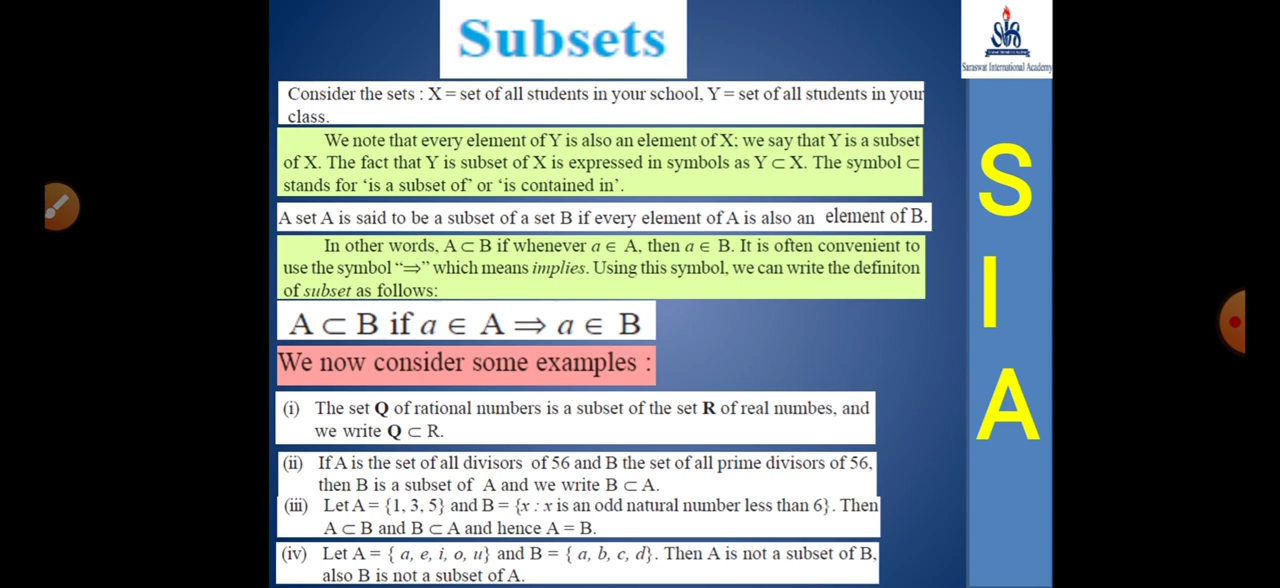 Subsets
Saraswat International Academy
Consider the sets : X = set of all students in your school, Y = set of all students in your
class.
We note that every element of Y is also an element of X; we say that Y is a subset
of X. The fact that Y is subset of X is expressed in symbols as Y ⊂ X. The symbol ⊂
stands for ‘is a subset of’ or ‘is contained in’.
A set A is said to be a subset of a set B if every element of A is also an element of B.
In other words, A ⊂ B if whenever a ∈ A, then a ∈ B. It is often convenient to
use the symbol “⇒” which means implies. Using this symbol, we can write the definiton
of subset as follows:
A ⊂ B if a ∈ A ⇒ a ∈ B
We now consider some examples :
(i) The set Q of rational numbers is a subset of the set R of real numbes, and
we write Q ⊂ R.
(ii) If A is the set of all divisors of 56 and B the set of all prime divisors of 56,
then B is a subset of A and we write B ⊂ A.
(iii) Let A = {1, 3, 5} and B = {x : x is an odd natural number less than 6}. Then
A ⊂ B and B ⊂ A and hence A = B.
(iv) Let A = { a, e, i, o, u} and B = { a, b, c, d}. Then A is not a subset of B,
also B is not a subset of A.
S
I
A